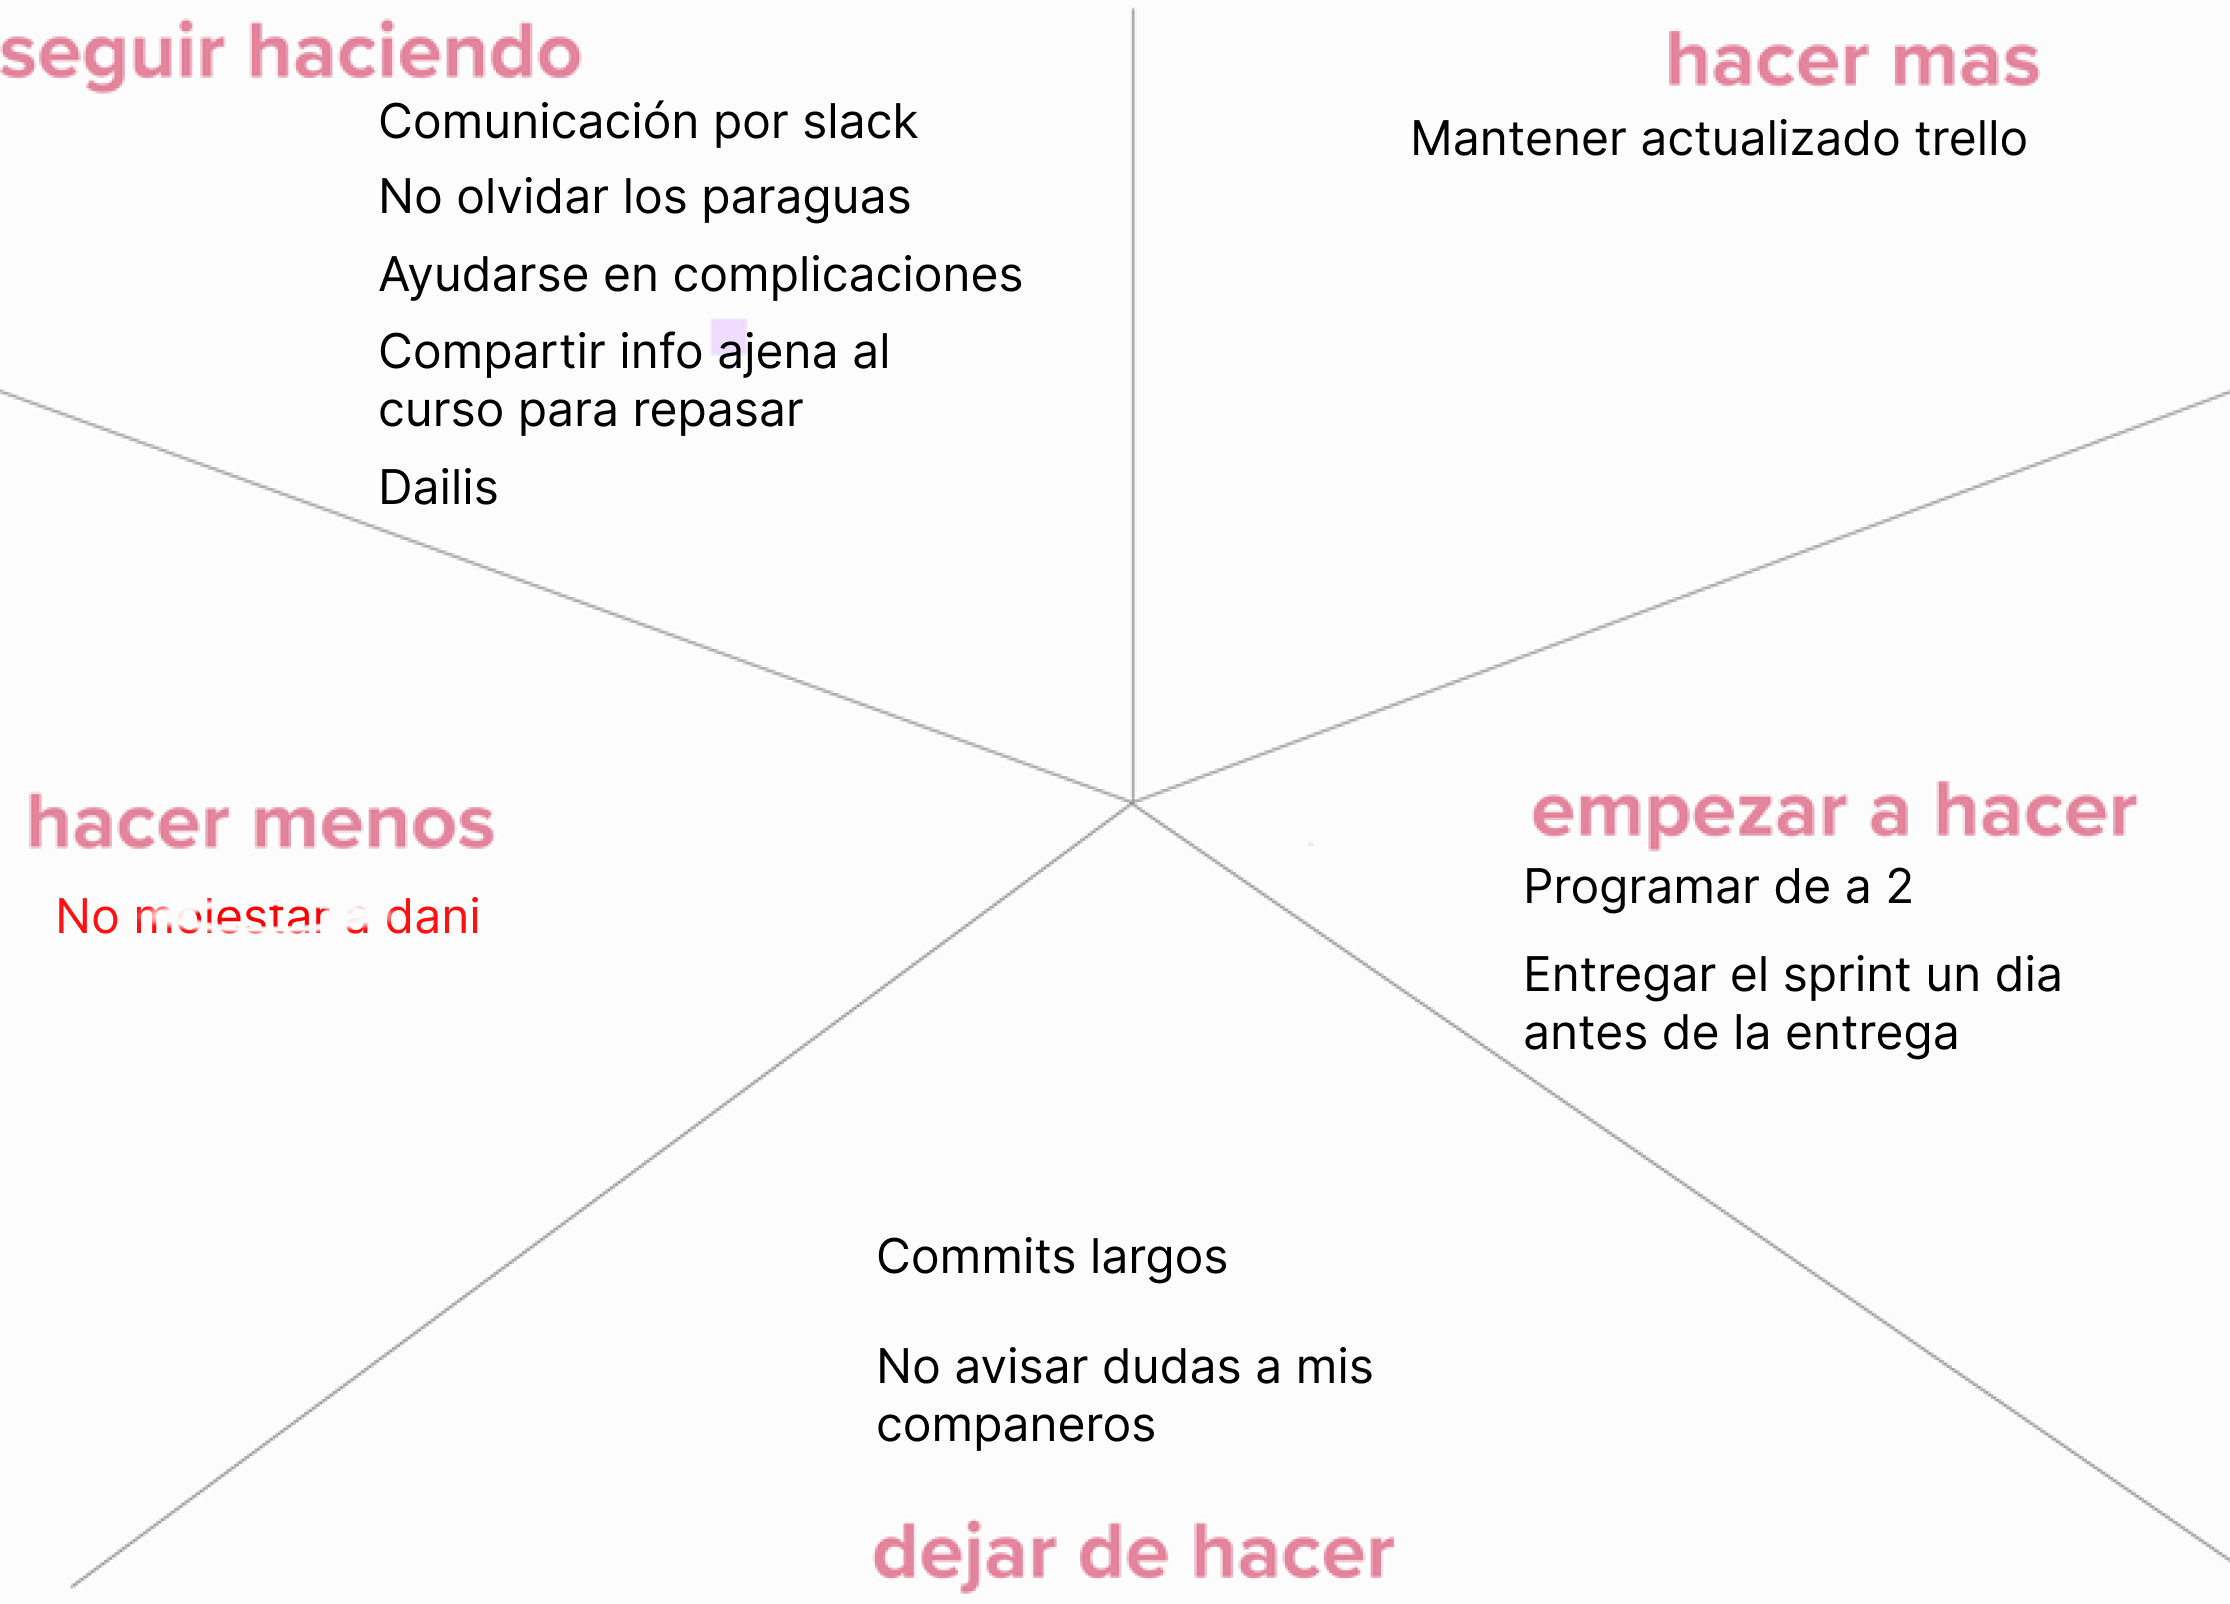 seguir haciendo
Comunicación por slack
No olvidar los paraguas
Ayudarse en complicaciones
Compartir info ajena al
curso para repasar
Dailis
hacer mas
Mantener actualizado trello
hacer menos
No molestar a dani
empezar a hacer
Programar de a 2
Entregar el sprint un dia
antes de la entrega
Commits largos
No avisar dudas a mis
companeros
dejar de hacer